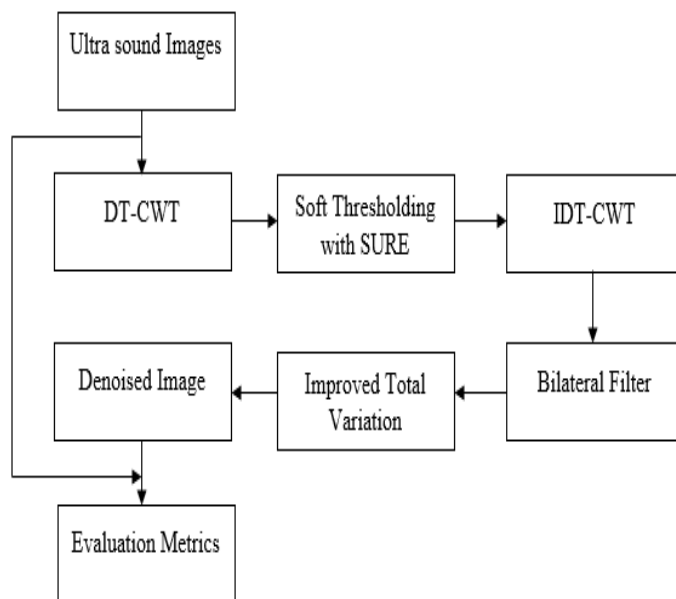 Ultra sound Images
DT-CWT
Soft Thresholding
with SURE
IDT-CWT
Bilateral Filter
Improved Total
Variation
Denoised Image
Evaluation Metrics